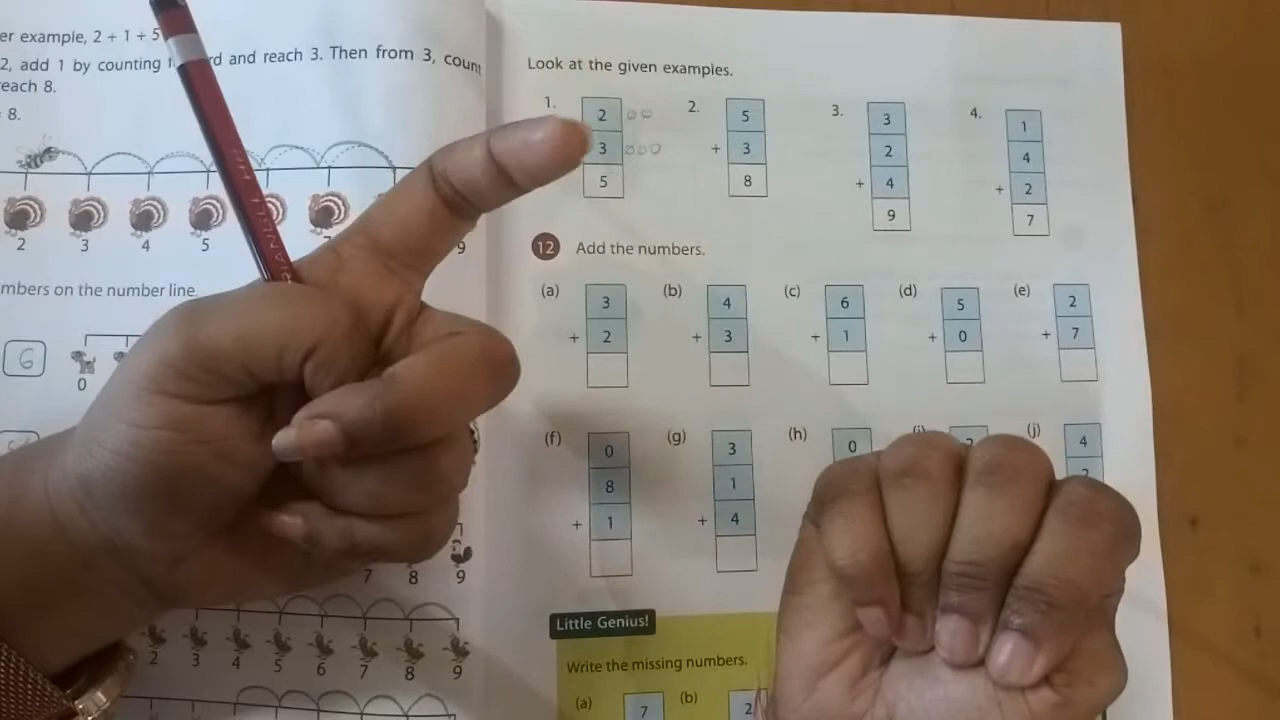 er example, 2 + 1 + 5
2, add 1 by counting
rd and reach 3. Then from 3, count
reach 8.
8.
2 3 4 5
9
mbers on the number line.
6
0
7 8 9
2 3 4 5 6 7 8 9
Look at the given examples.
1.
2
3
5
2.
5
+ 3
8
3.
3
2
+ 4
9
4.
1
4
+ 2
7
12 Add the numbers.
(a)
3
+ 2
(b)
4
+ 3
(c)
6
+ 1
(d)
5
+ 0
(e)
2
+ 7
(f)
0
8
+ 1
(g)
3
1
+ 4
(h)
0
(j)
4
Little Genius!
Write the missing numbers.
(a)
7
(b)
2